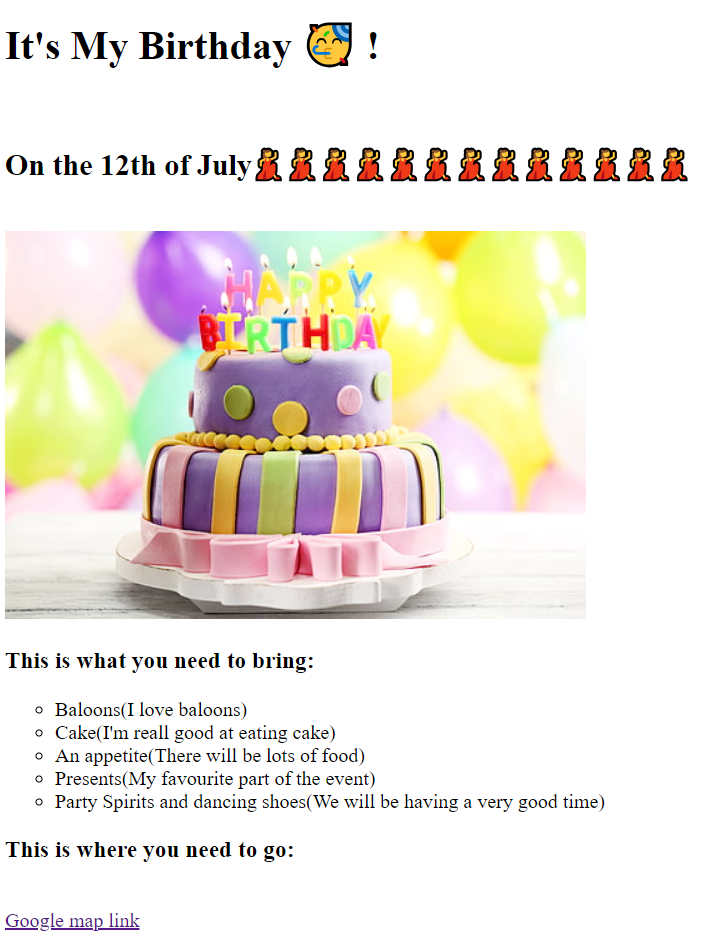 It's My Birthday 🥳 !
On the 12th of July💃💃💃💃💃💃💃💃💃💃💃💃💃
HAPPY
BIRTHDAY
This is what you need to bring:
Baloons(I love baloons)
Cake(I'm reall good at eating cake)
An appetite(There will be lots of food)
Presents(My favourite part of the event)
Party Spirits and dancing shoes(We will be having a very good time)
This is where you need to go:
Google map link